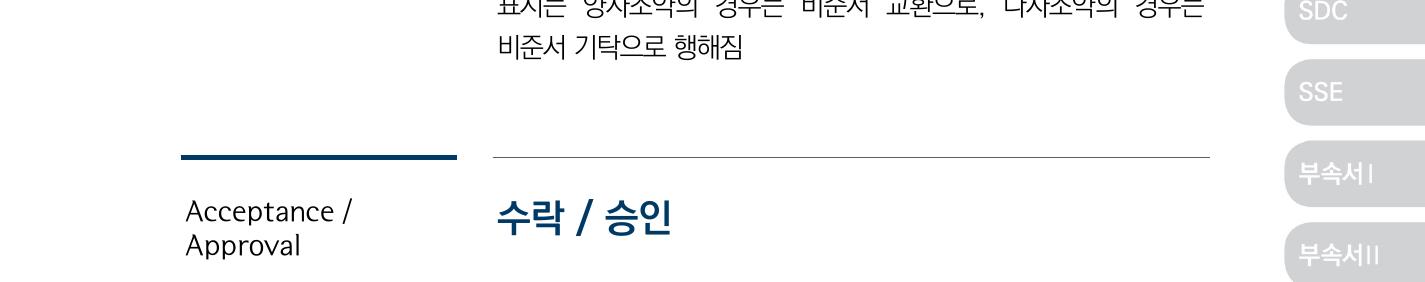 표시는 양자조약의 경우는 비준서 교환으로, 다자조약의 경우는
비준서 기탁으로 행해짐
Acceptance /
Approval
수락 / 승인
SDC
SSE
부속서 I
부속서 II